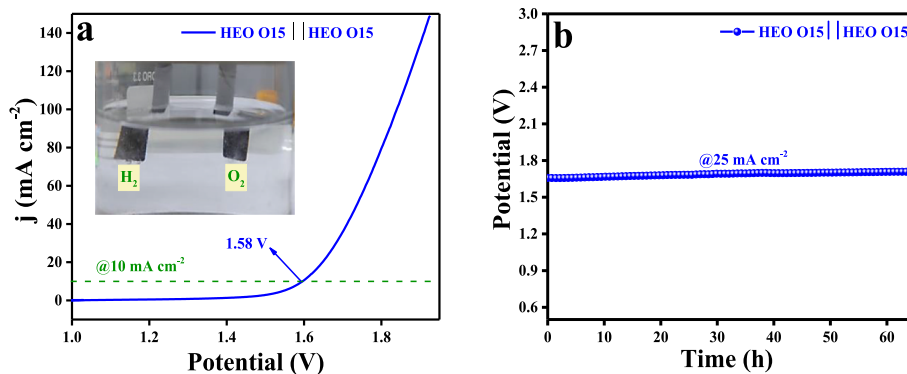 a
HEO O15 || HEO O15
j (mA cm⁻²)
140
120
100
80
60
40
20
0
H₂
O₂
1.58 V
@10 mA cm⁻²
1.0
1.2
1.4
1.6
1.8
Potential (V)
b
HEO O15 || HEO O15
Potential (V)
3.0
2.7
2.4
2.1
1.8
1.5
1.2
0.9
0.6
@25 mA cm⁻²
0
10
20
30
40
50
60
Time (h)